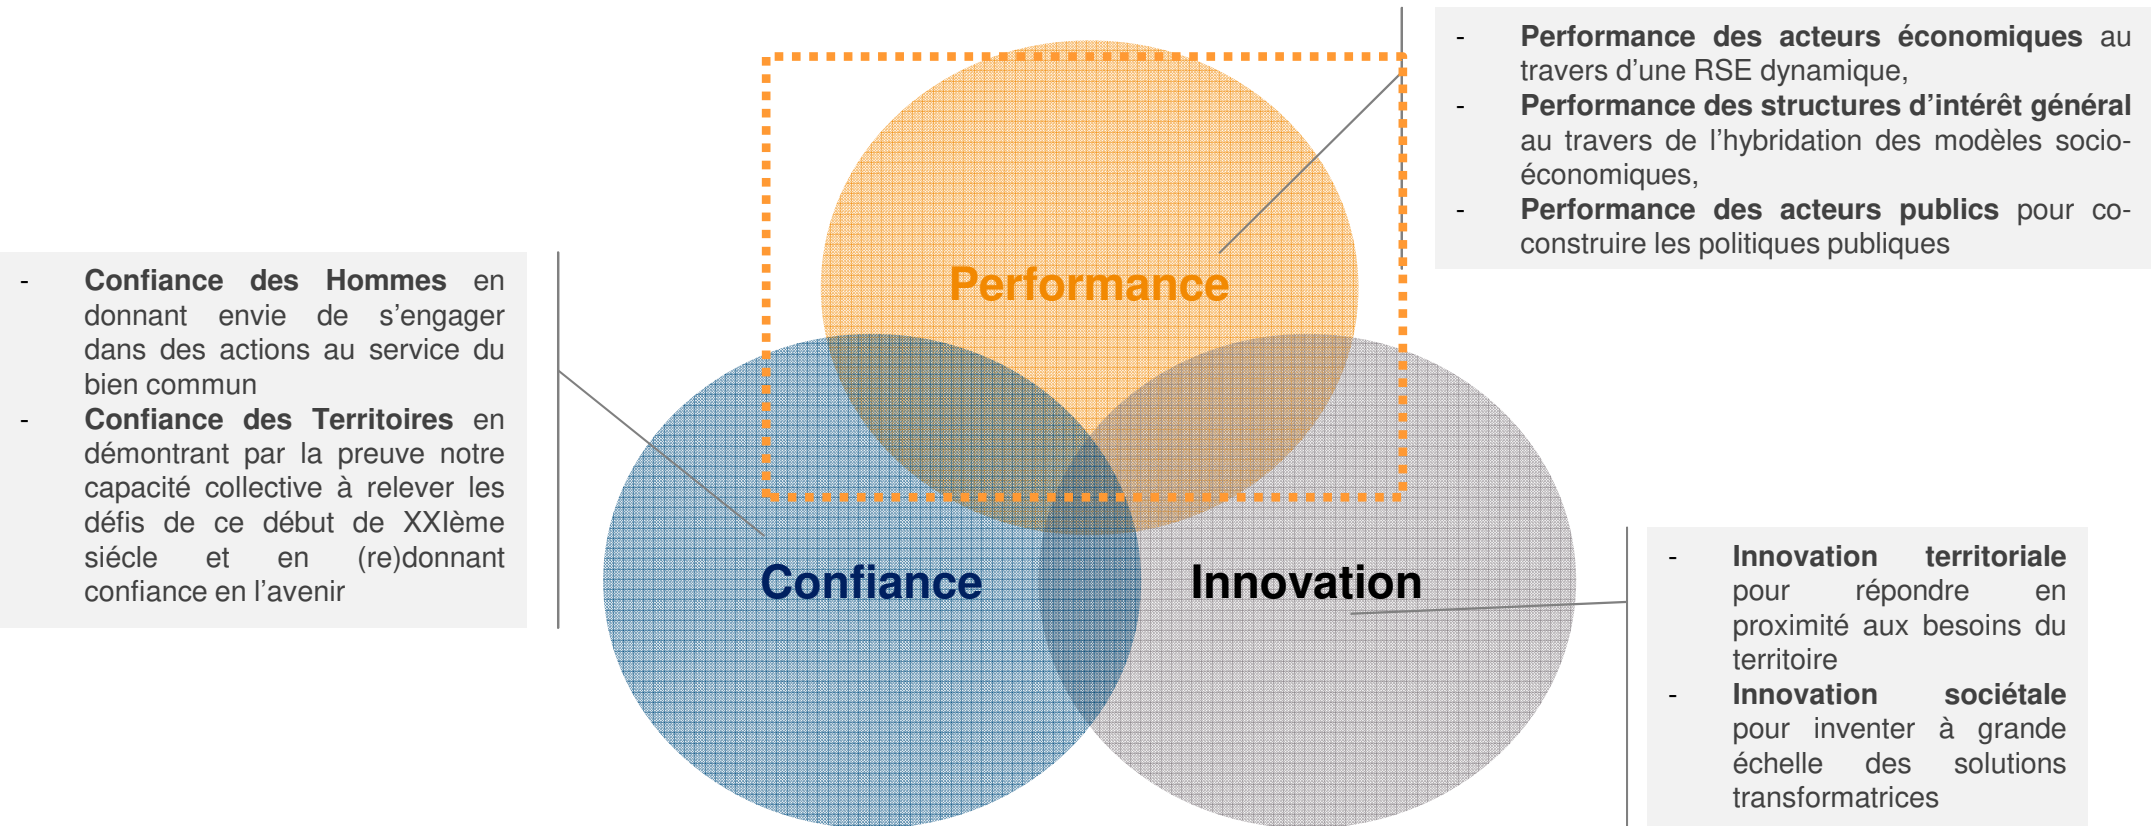 - Performance des acteurs économiques au
travers d'une RSE dynamique,
- Performance des structures d'intérêt général
au travers de l'hybridation des modèles socio-
économiques,
- Performance des acteurs publics pour co-
construire les politiques publiques
Performance
- Confiance des Hommes en
donnant envie de s'engager
dans des actions au service du
bien commun
- Confiance des Territoires en
démontrant par la preuve notre
capacité collective à relever les
défis de ce début de XXIème
siécle et en (re)donnant
confiance en l'avenir
Confiance
Innovation
- Innovation territoriale
pour répondre en
proximité aux besoins du
territoire
- Innovation sociétale
pour inventer à grande
échelle des solutions
transformatrices